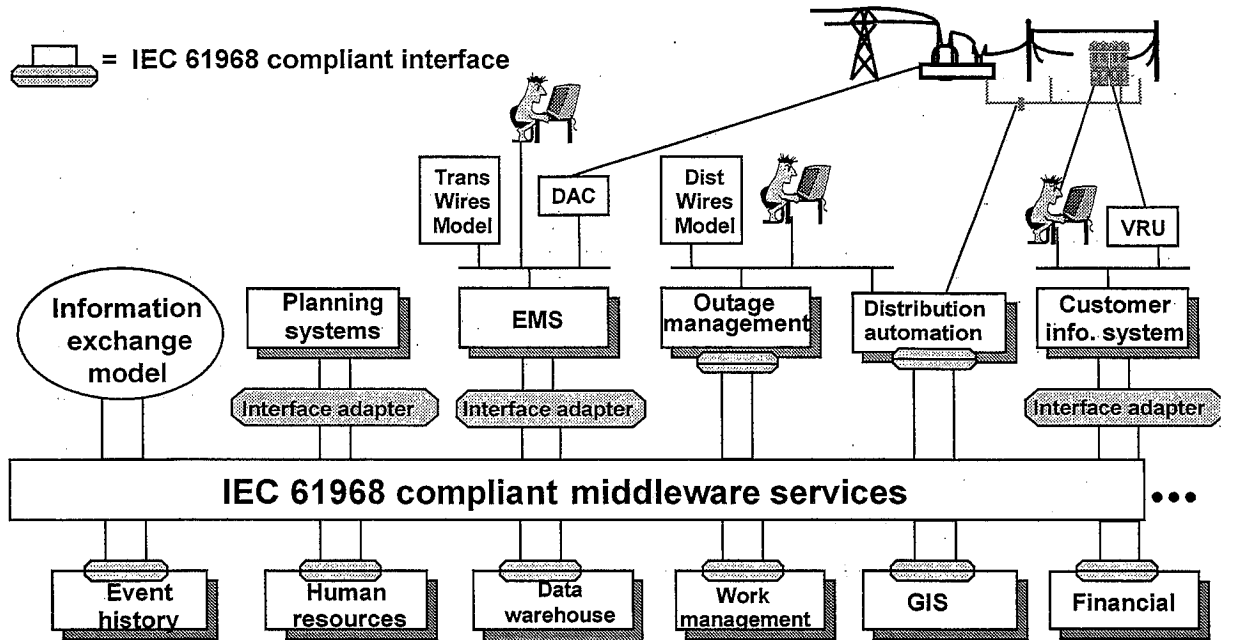 = IEC 61968 compliant interface
Trans
Wires
Model
DAC
Dist
Wires
Model
VRU
Information
exchange
model
Planning
systems
EMS
Outage
management
Distribution
automation
Customer
info. system
Interface adapter
Interface adapter
Interface adapter
IEC 61968 compliant middleware services
•••
Event
history
Human
resources
Data
warehouse
Work
management
GIS
Financial